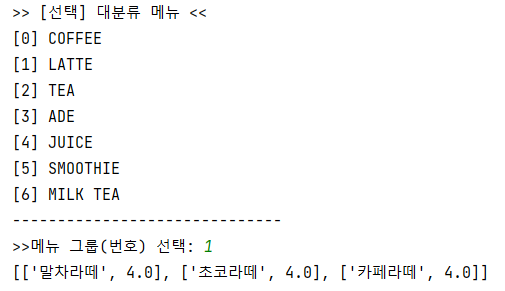 >> [선택] 대분류 메뉴 <<
[0] COFFEE
[1] LATTE
[2] TEA
[3] ADE
[4] JUICE
[5] SMOOTHIE
[6] MILK TEA
------------------------------
>>메뉴 그룹(번호) 선택: 1
[['말차라떼', 4.0], ['초코라떼', 4.0], ['카페라떼', 4.0]]